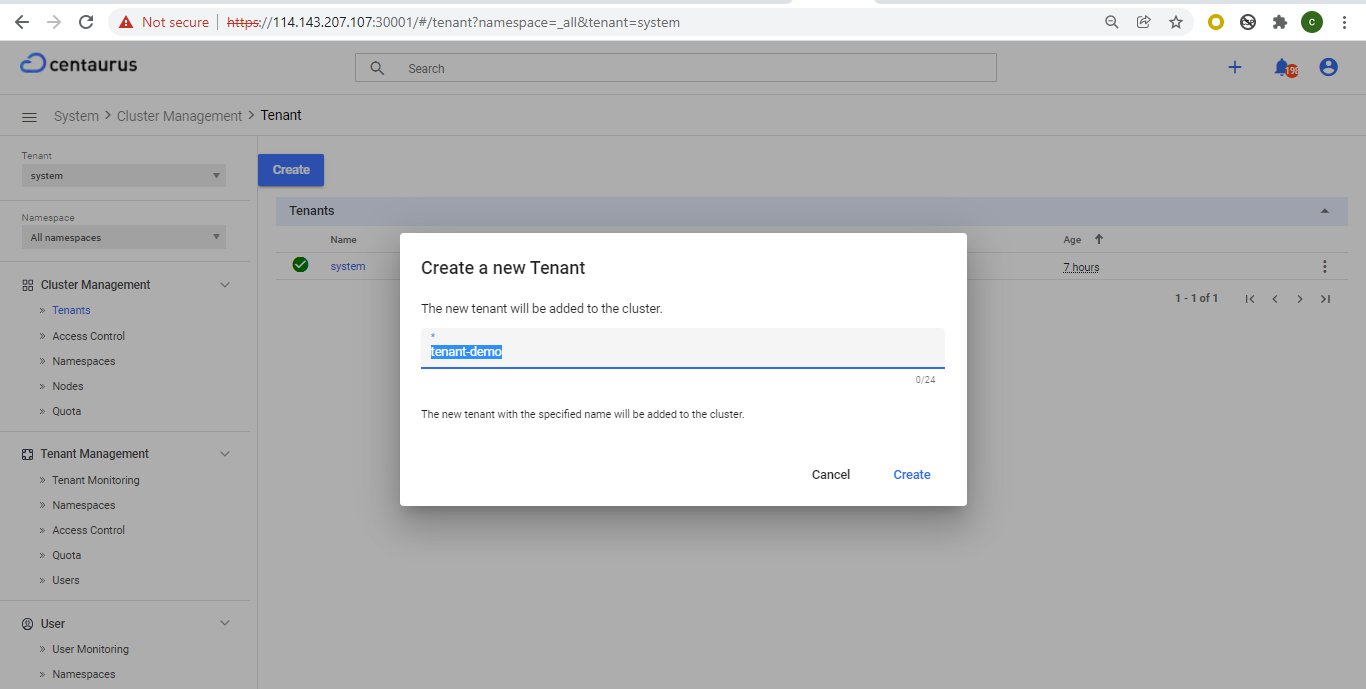 Not secure | https://114.143.207.107:30001/#/tenant?namespace=_all&tenant=system
C
centaurus
Search
198
System > Cluster Management > Tenant
Tenant
system
Create
Tenants
Namespace
All namespaces
Name
Age
system
7 hours
1 - 1 of 1
Create a new Tenant
The new tenant will be added to the cluster.
*
tenant-demo
0/24
The new tenant with the specified name will be added to the cluster.
Cancel
Create
Cluster Management
» Tenants
» Access Control
» Namespaces
» Nodes
» Quota
Tenant Management
» Tenant Monitoring
» Namespaces
» Access Control
» Quota
» Users
User
» User Monitoring
» Namespaces